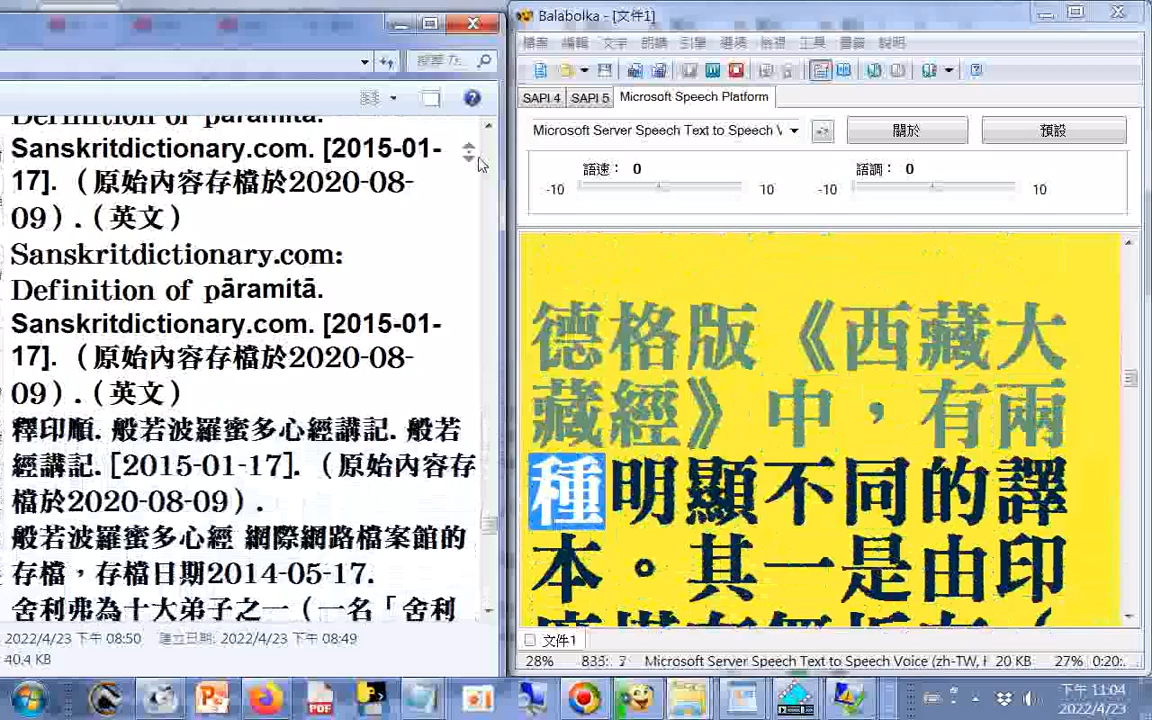 Balabolka - [文件1]
檔案 編輯 文字 朗讀 引擎 選項 檢視 工具 書籤 說明
SAPI 4 SAPI 5 Microsoft Speech Platform
Microsoft Server Speech Text to Speech V
關於 預設
語速： 0 語調： 0
-10 10 -10 10
Definition of pāramitā.
Sanskritdictionary.com. [2015-01-
17]. （原始內容存檔於2020-08-
09）. (英文）
Sanskritdictionary.com:
Definition of pāramitā.
Sanskritdictionary.com. [2015-01-
17]. （原始內容存檔於2020-08-
09）. (英文）
釋印順. 般若波羅蜜多心經講記. 般若
經講記. [2015-01-17]. （原始內容存
檔於2020-08-09）.
般若波羅蜜多心經 網際網路檔案館的
存檔，存檔日期2014-05-17.
舍利弗為十大弟子之一（一名「舍利
2022/4/23 下午 08:50 建立日期: 2022/4/23 下午 08:49
40.4 KB
德格版《西藏大
藏經》中，有兩
種明顯不同的譯
本。其一是由印
文件1
28% 835: 7 Microsoft Server Speech Text to Speech Voice (zh-TW, 20 KB 27% 0:20:
下午 11:04
2022/4/23